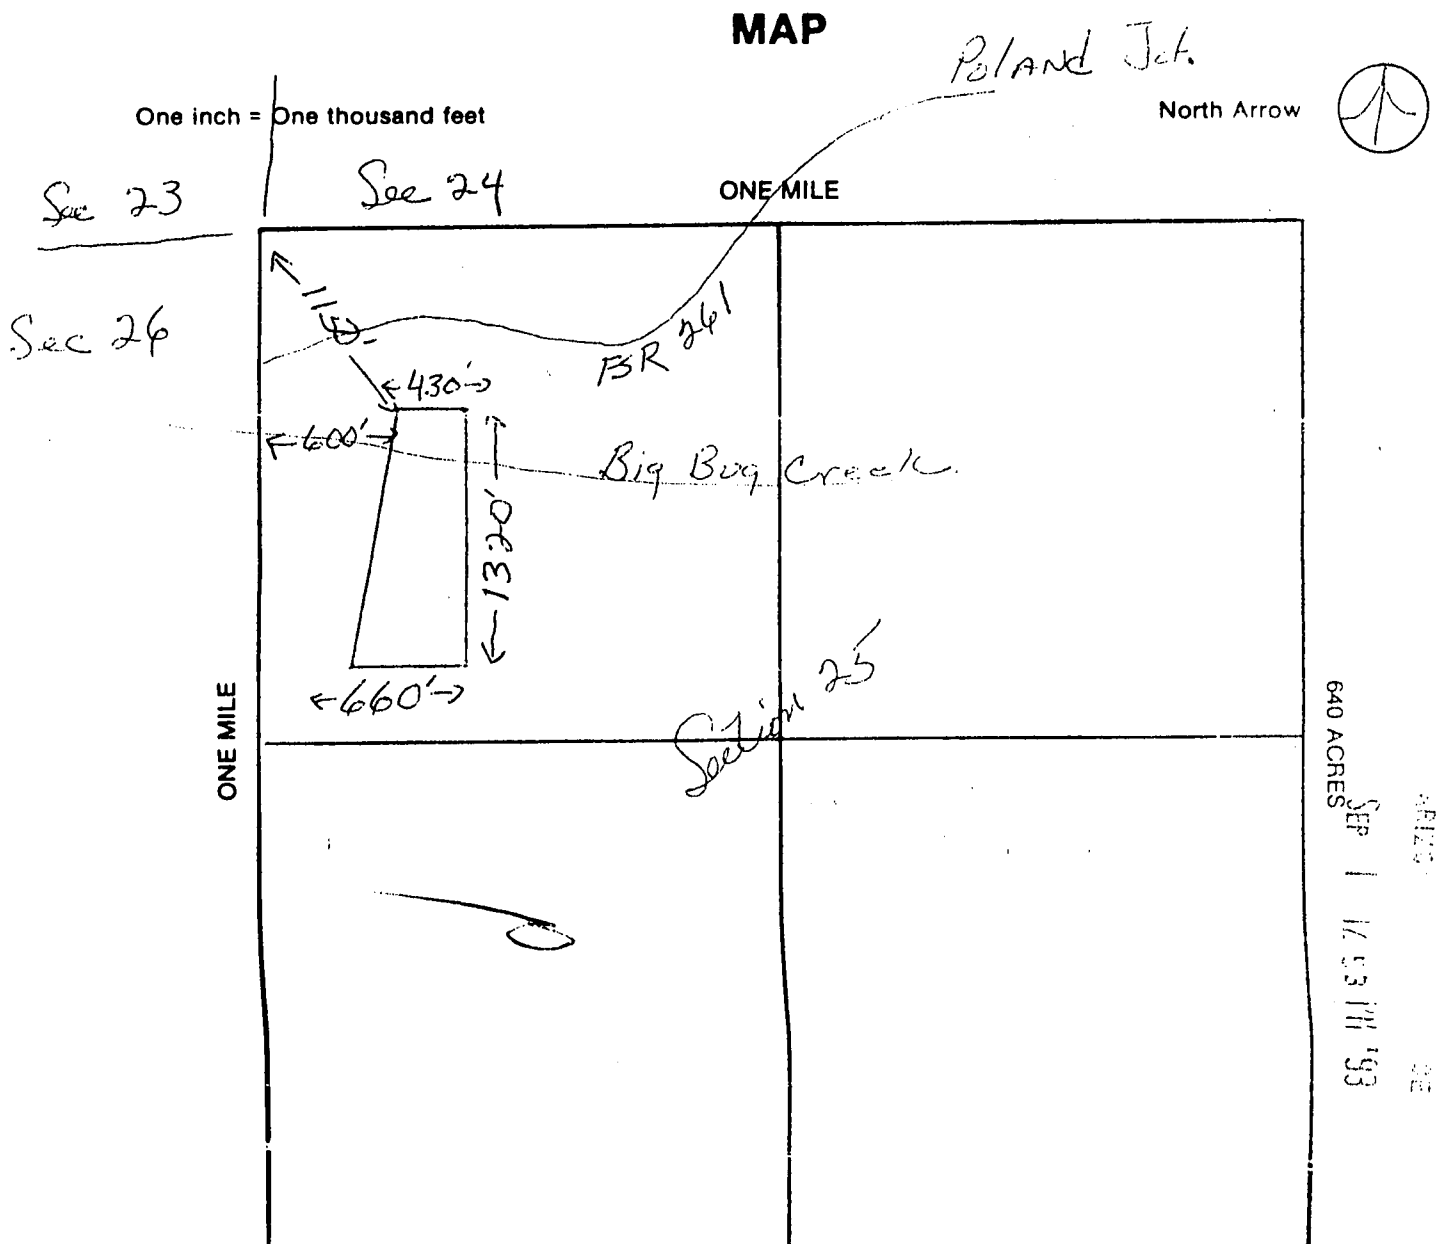 MAP
Poland Jct.
One inch = One thousand feet
North Arrow
Sec 23
Sec 24
ONE MILE
Sec 26
FSR 261
←430'→
←600'→
Big Bug Creek
←1320'→
←660'→
Section 25
ONE MILE
640 ACRES
SEP 1 12 53 PM '93